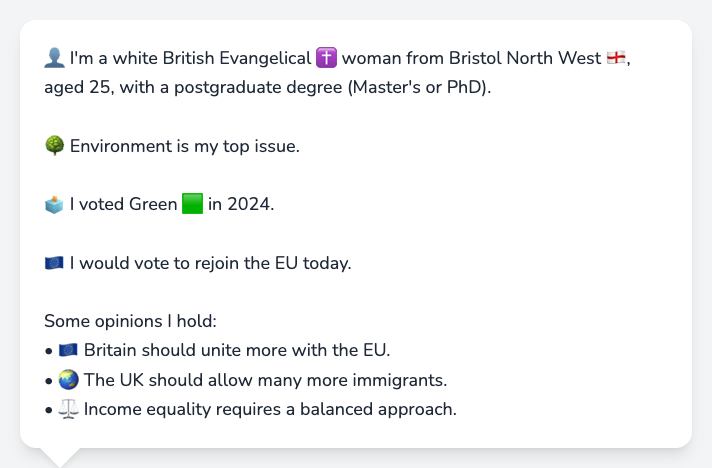 👤 I'm a white British Evangelical ✝️ woman from Bristol North West 🏴󠁧󠁢󠁥󠁮󠁧󠁿,
aged 25, with a postgraduate degree (Master's or PhD).
🌳 Environment is my top issue.
🗳️ I voted Green 🟩 in 2024.
🇪🇺 I would vote to rejoin the EU today.
Some opinions I hold:
• 🇪🇺 Britain should unite more with the EU.
• 🌏 The UK should allow many more immigrants.
• ⚖️ Income equality requires a balanced approach.